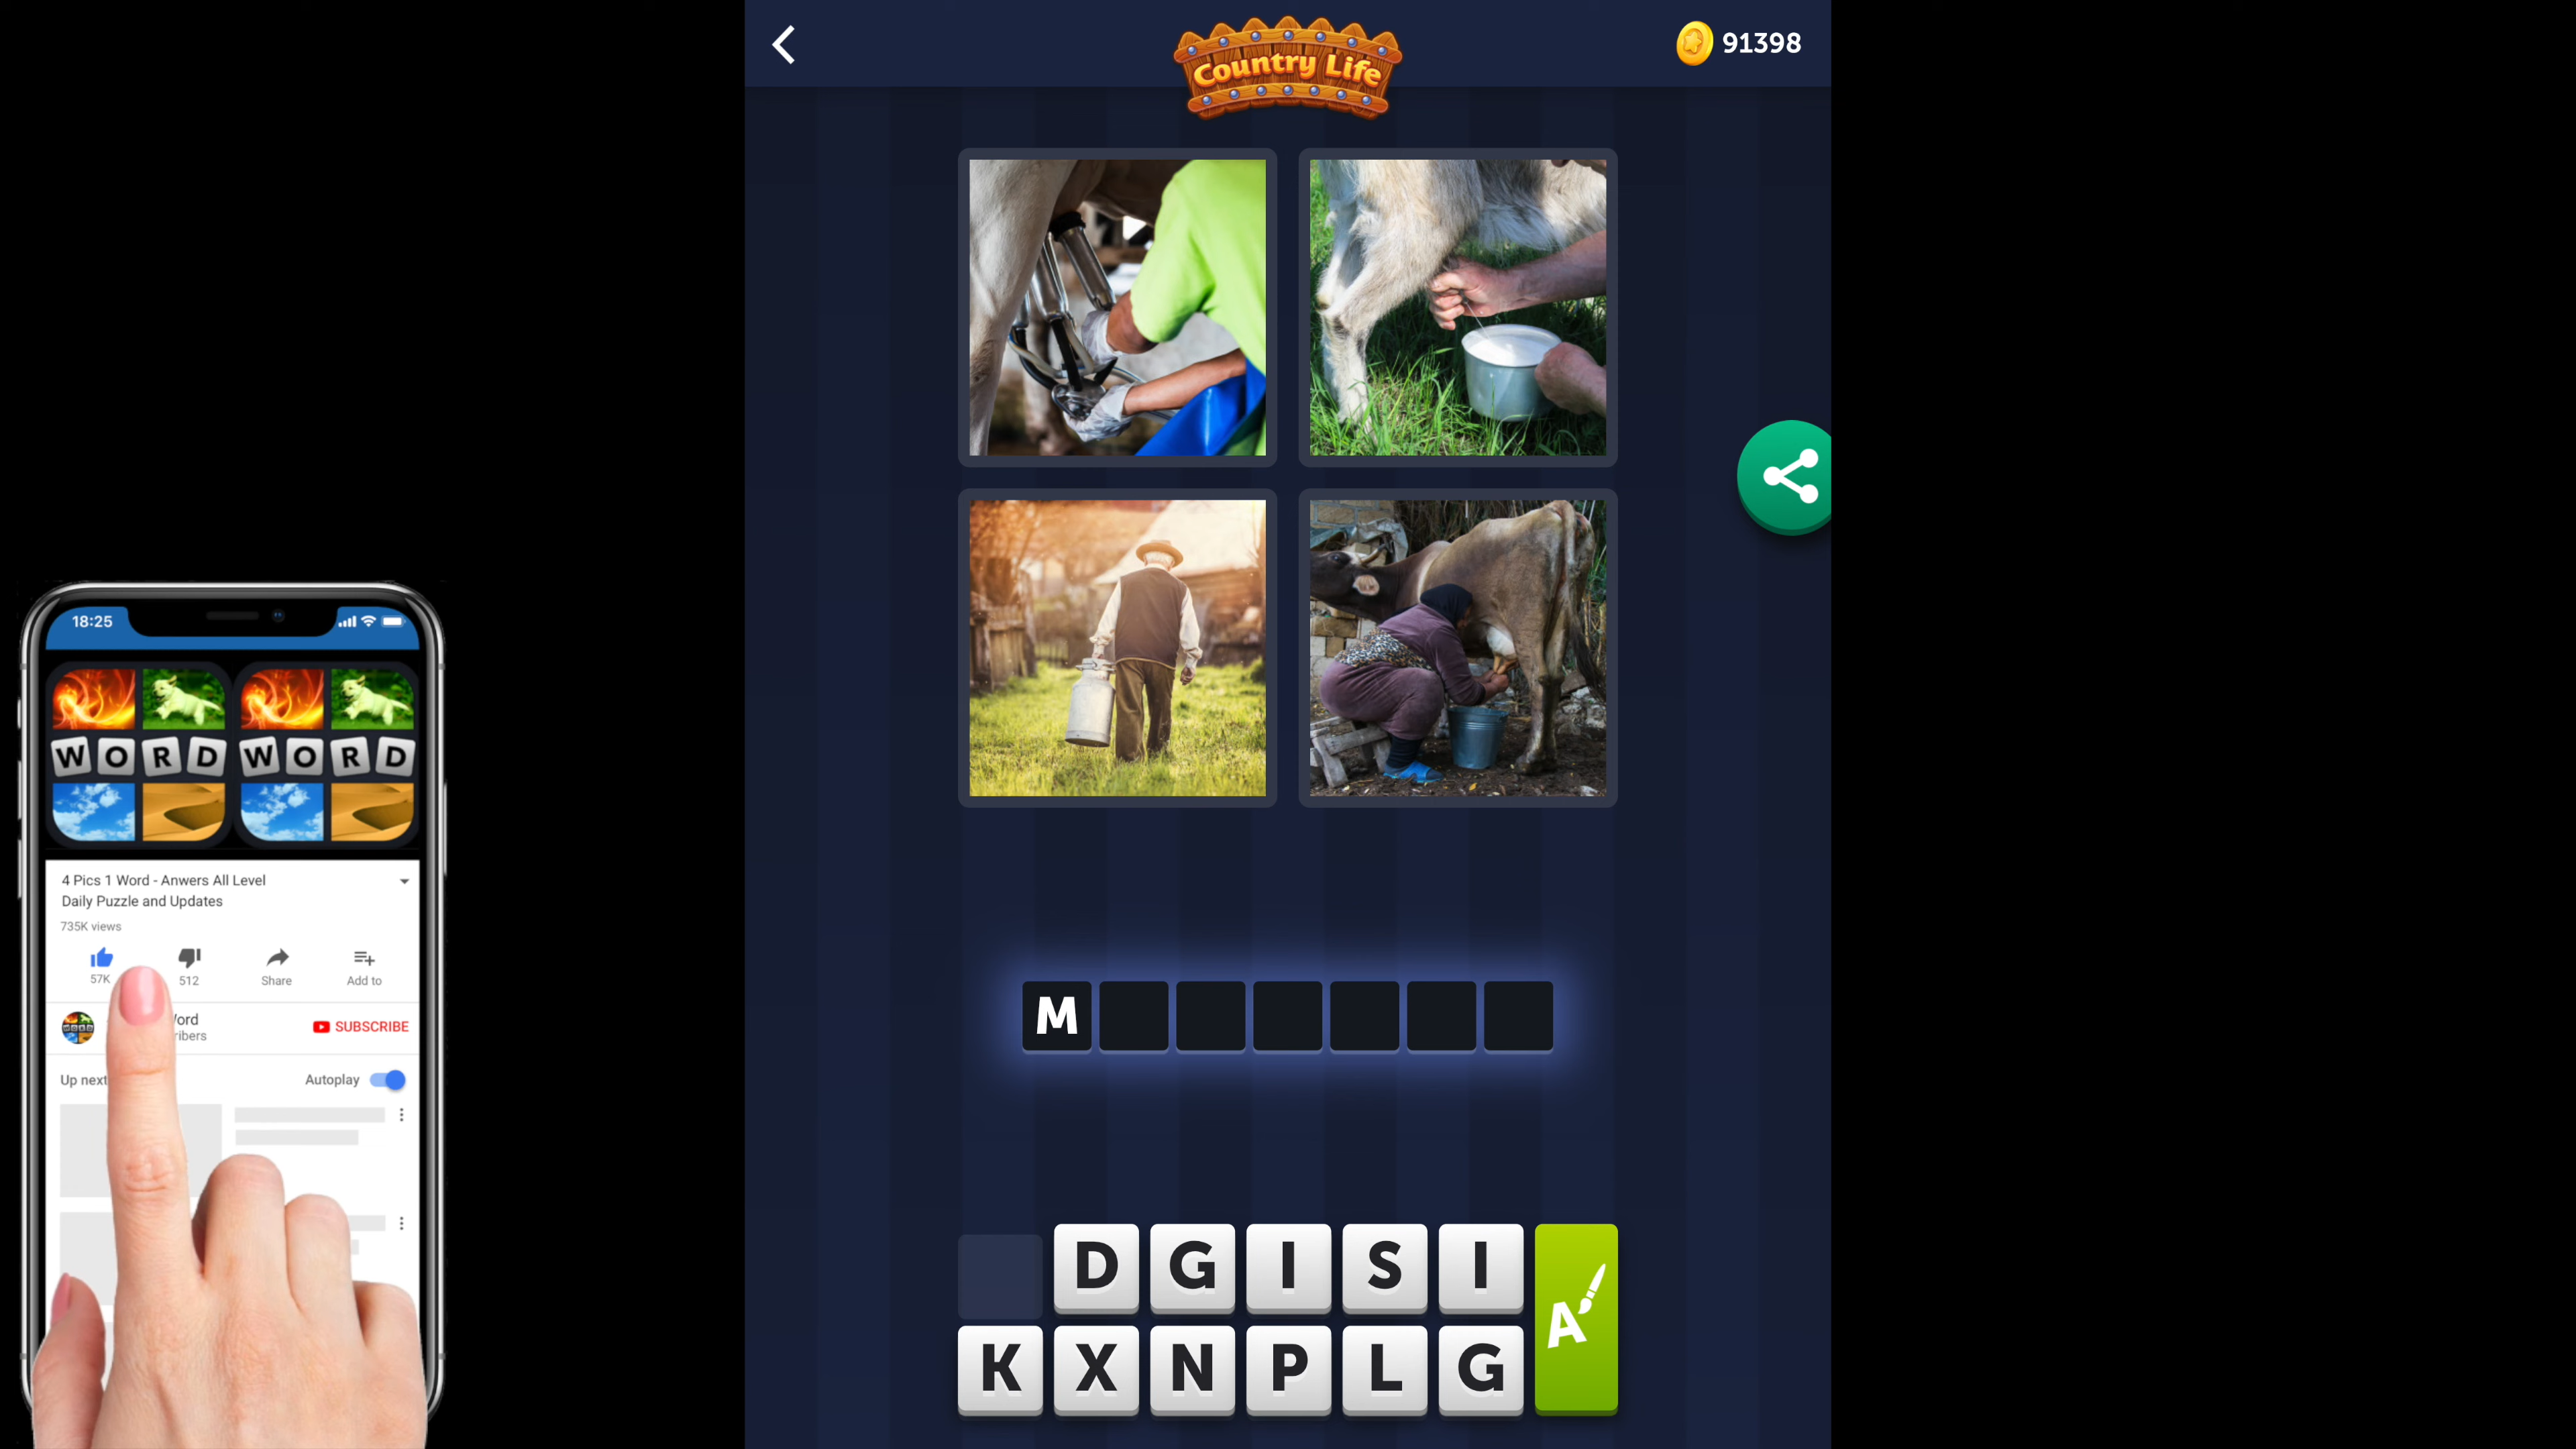 Country Life
91398
18:25
WORD WORD
4 Pics 1 Word - Anwers All Level
Daily Puzzle and Updates
735K views
57K 512 Share Add to
SUBSCRIBE
Up next Autoplay
M
D G I S I
K X N P L G
A